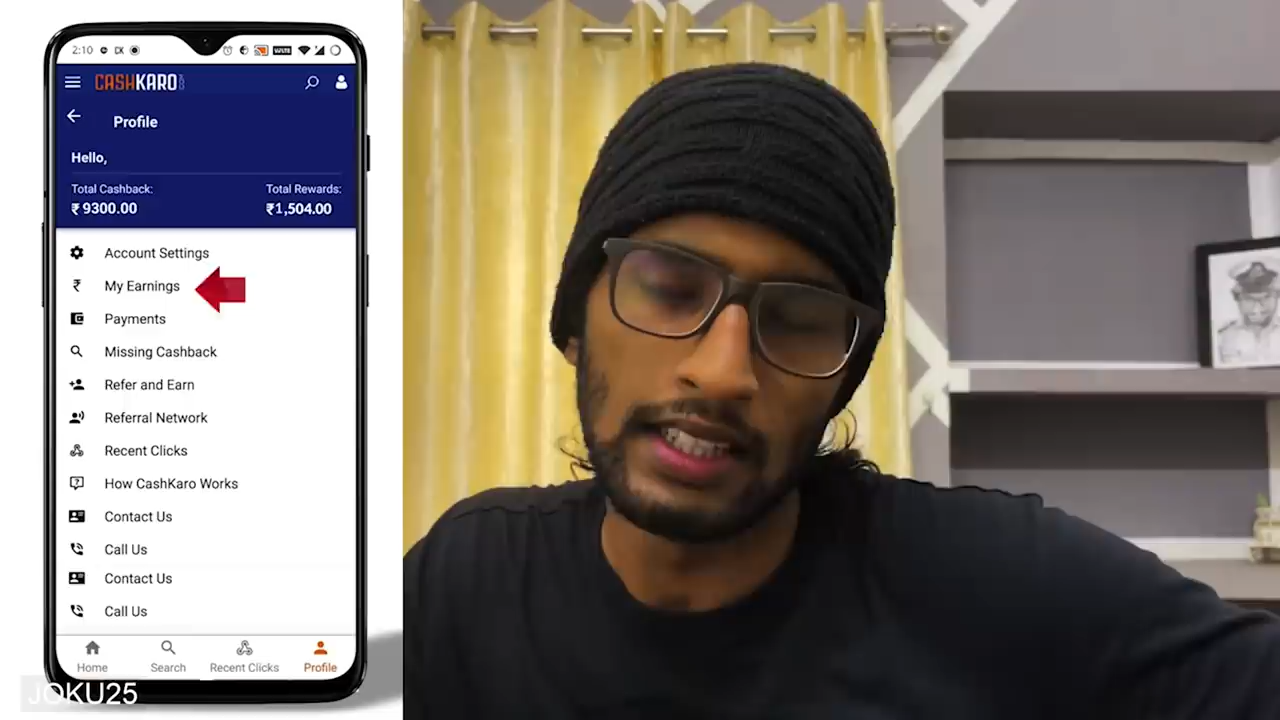 2:10
CASHKARO
Profile
Hello,
Total Cashback:
Total Rewards:
₹ 9300.00
₹1,504.00
Account Settings
My Earnings
Payments
Missing Cashback
Refer and Earn
Referral Network
Recent Clicks
How CashKaro Works
Contact Us
Call Us
Contact Us
Call Us
Home
Search
Recent Clicks
Profile
JOKU25